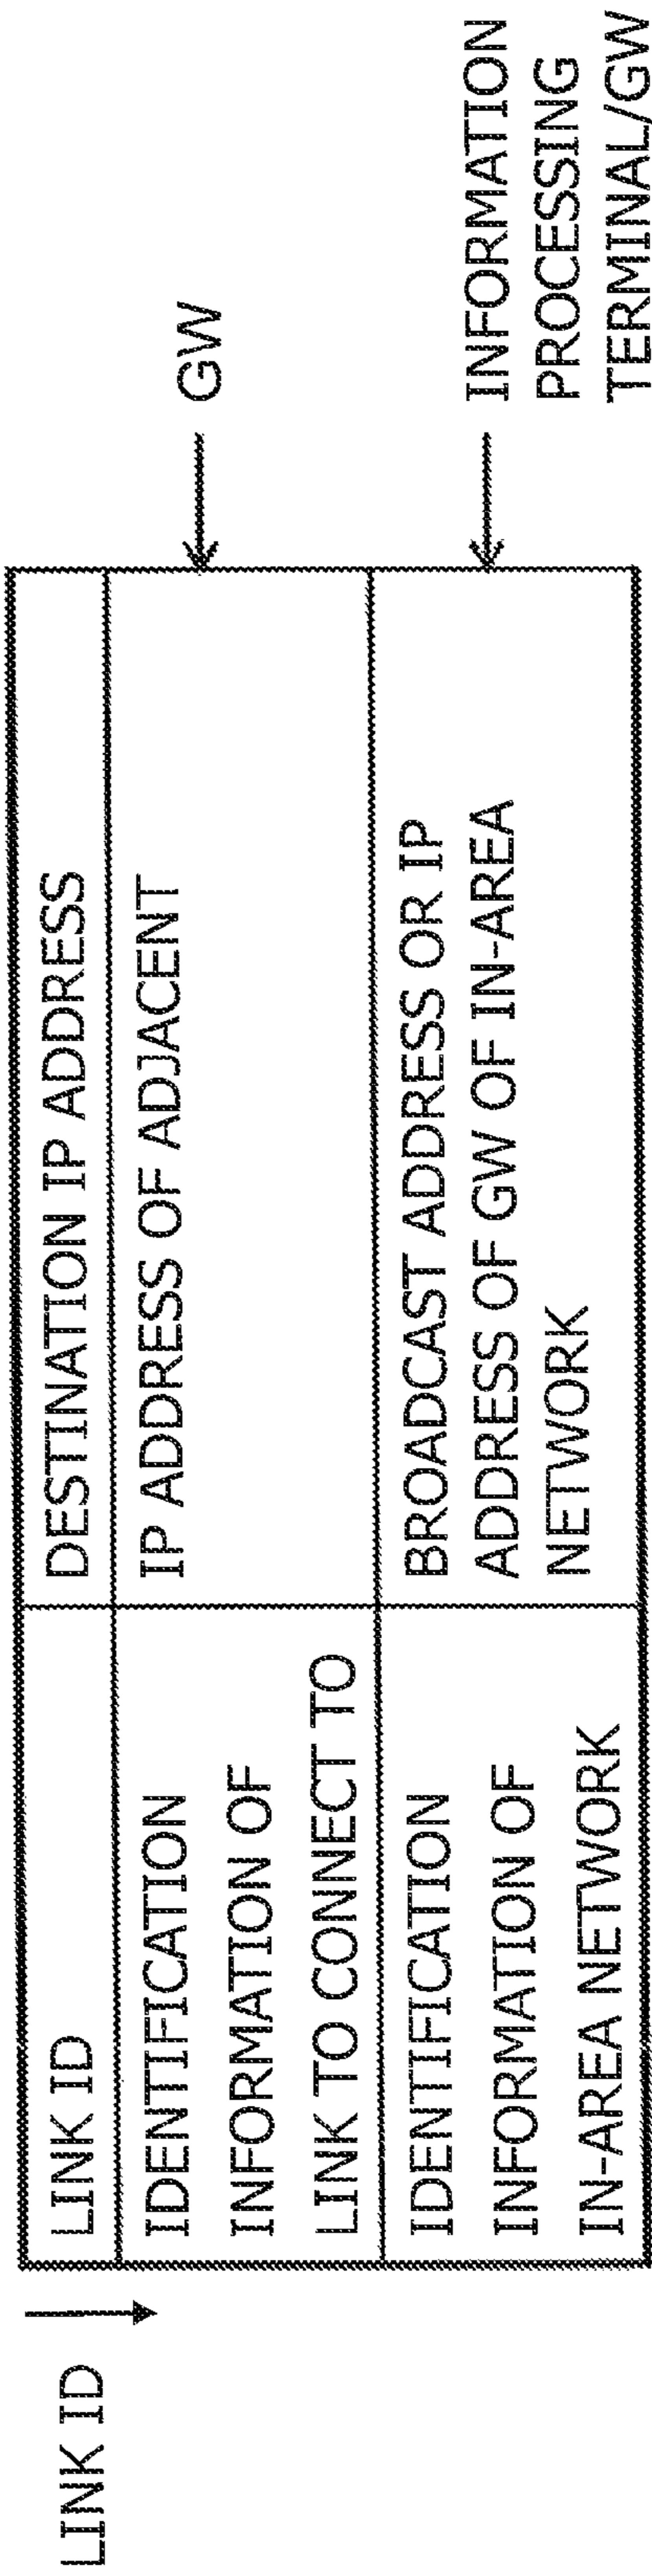 LINK ID
LINK ID
DESTINATION IP ADDRESS
IDENTIFICATION
INFORMATION OF
LINK TO CONNECT TO
IP ADDRESS OF ADJACENT
GW
IDENTIFICATION
INFORMATION OF
IN-AREA NETWORK
BROADCAST ADDRESS OR IP
ADDRESS OF GW OF IN-AREA
NETWORK
INFORMATION
PROCESSING
TERMINAL/GW